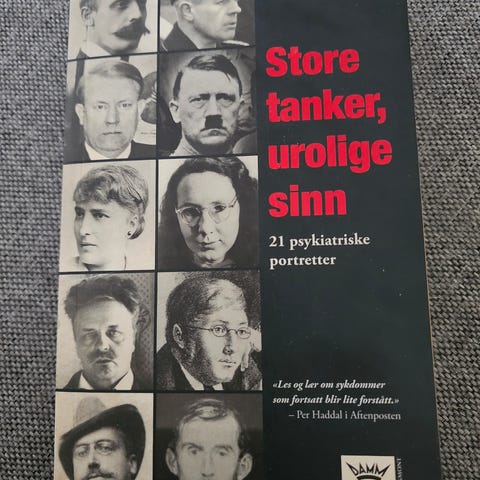 Store
tanker,
urolige
sinn
21 psykiatriske
portretter
«Les og lær om sykdommer
som fortsatt blir lite forstått.»
– Per Haddal i Aftenposten
DAMM
EGMONT